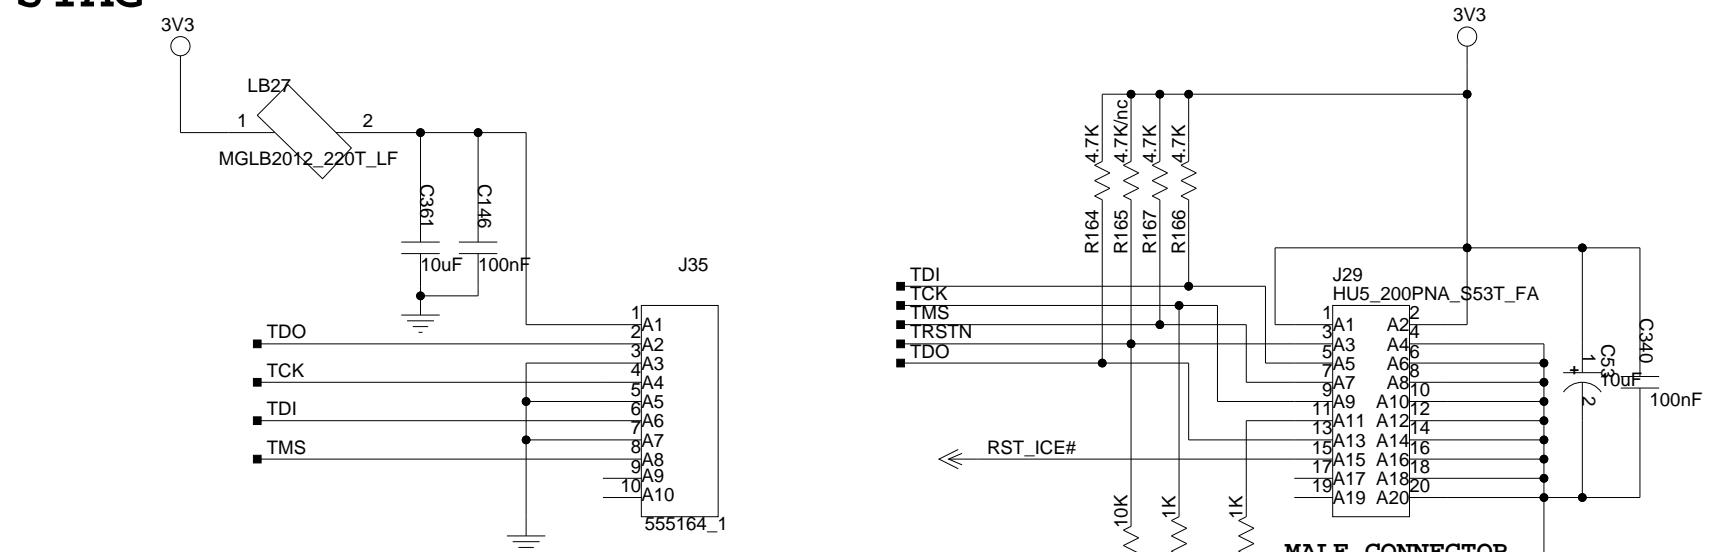 3V3
LB27
1
2
MGLB2012_220T_LF
C361
C146
10uF
100nF
J35
TDO
TCK
TDI
TMS
1
2
3
4
5
6
7
8
9
10
A1
A2
A3
A4
A5
A6
A7
A8
A9
A10
555164_1
3V3
4.7K
4.7K/nc
4.7K
4.7K
R164
R165
R167
R166
TDI
TCK
TMS
TRSTN
TDO
RST_ICE#
J29
HU5_200PNA_S53T_FA
1
3
5
7
9
11
13
15
17
19
A1
A3
A5
A7
A9
A11
A13
A15
A17
A19
A2
A4
A6
A8
A10
A12
A14
A16
A18
A20
2
4
6
8
10
12
14
16
18
20
1
+
2
C53
10uF
C340
100nF
10K
1K
1K
MALE CONNECTOR